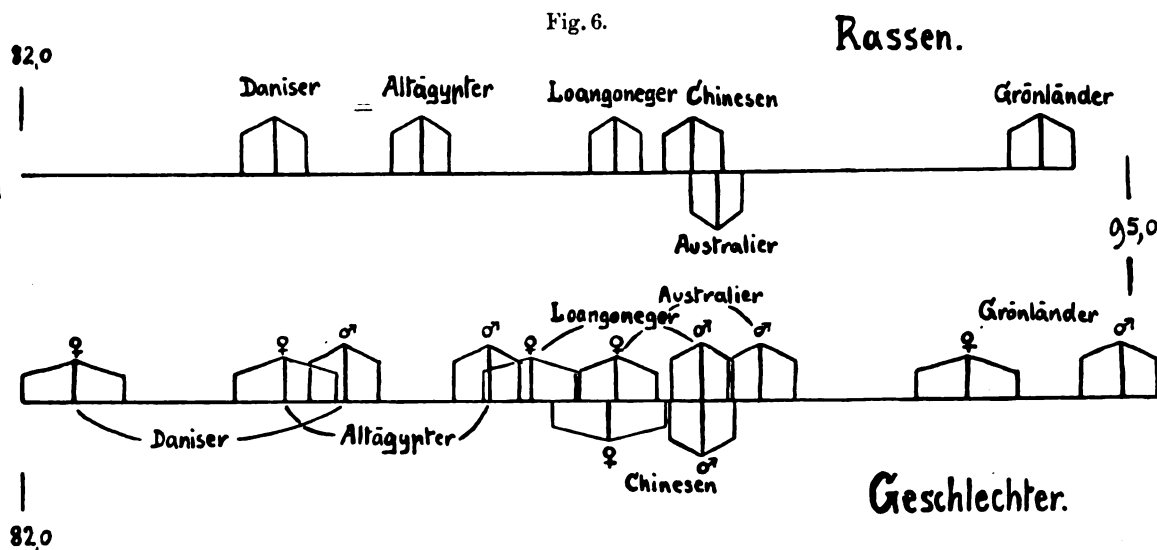 Fig. 6.
Rassen.
82,0
Daniser = Altägypter Loangoneger Chinesen Grönländer
Australier
95,0
Australier
Loangoneger Grönländer
♀ ♀ ♂ ♂ ♀ ♀ ♂ ♂ ♀ ♂
Daniser Altägypter
♀ ♂
Chinesen
Geschlechter.
82,0